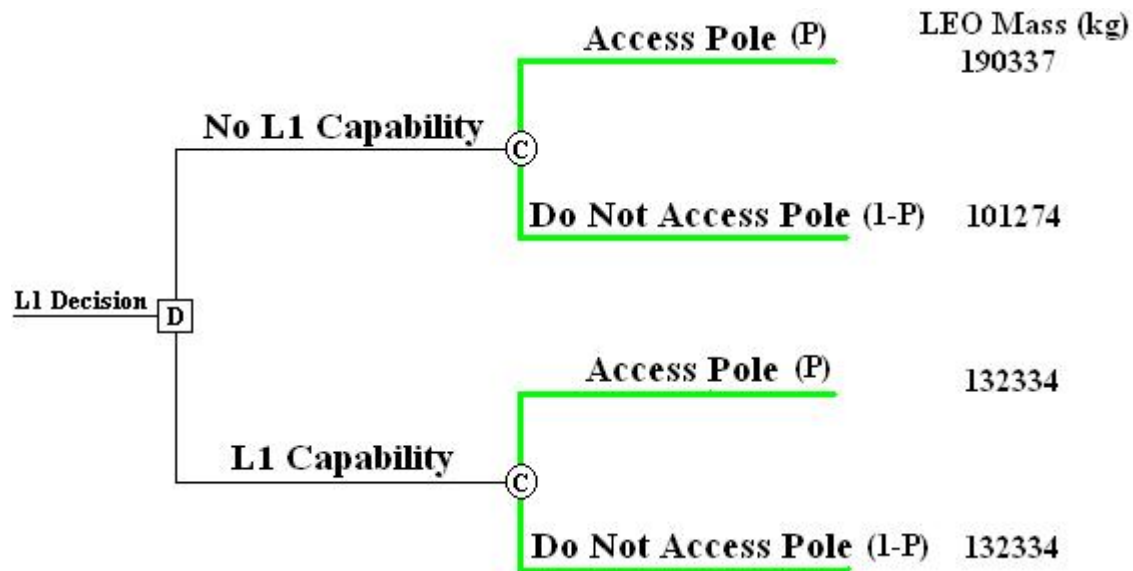 LEO Mass (kg)
Access Pole (P) 190337
No L1 Capability
C
Do Not Access Pole (1-P) 101274
L1 Decision
D
Access Pole (P) 132334
L1 Capability
C
Do Not Access Pole (1-P) 132334